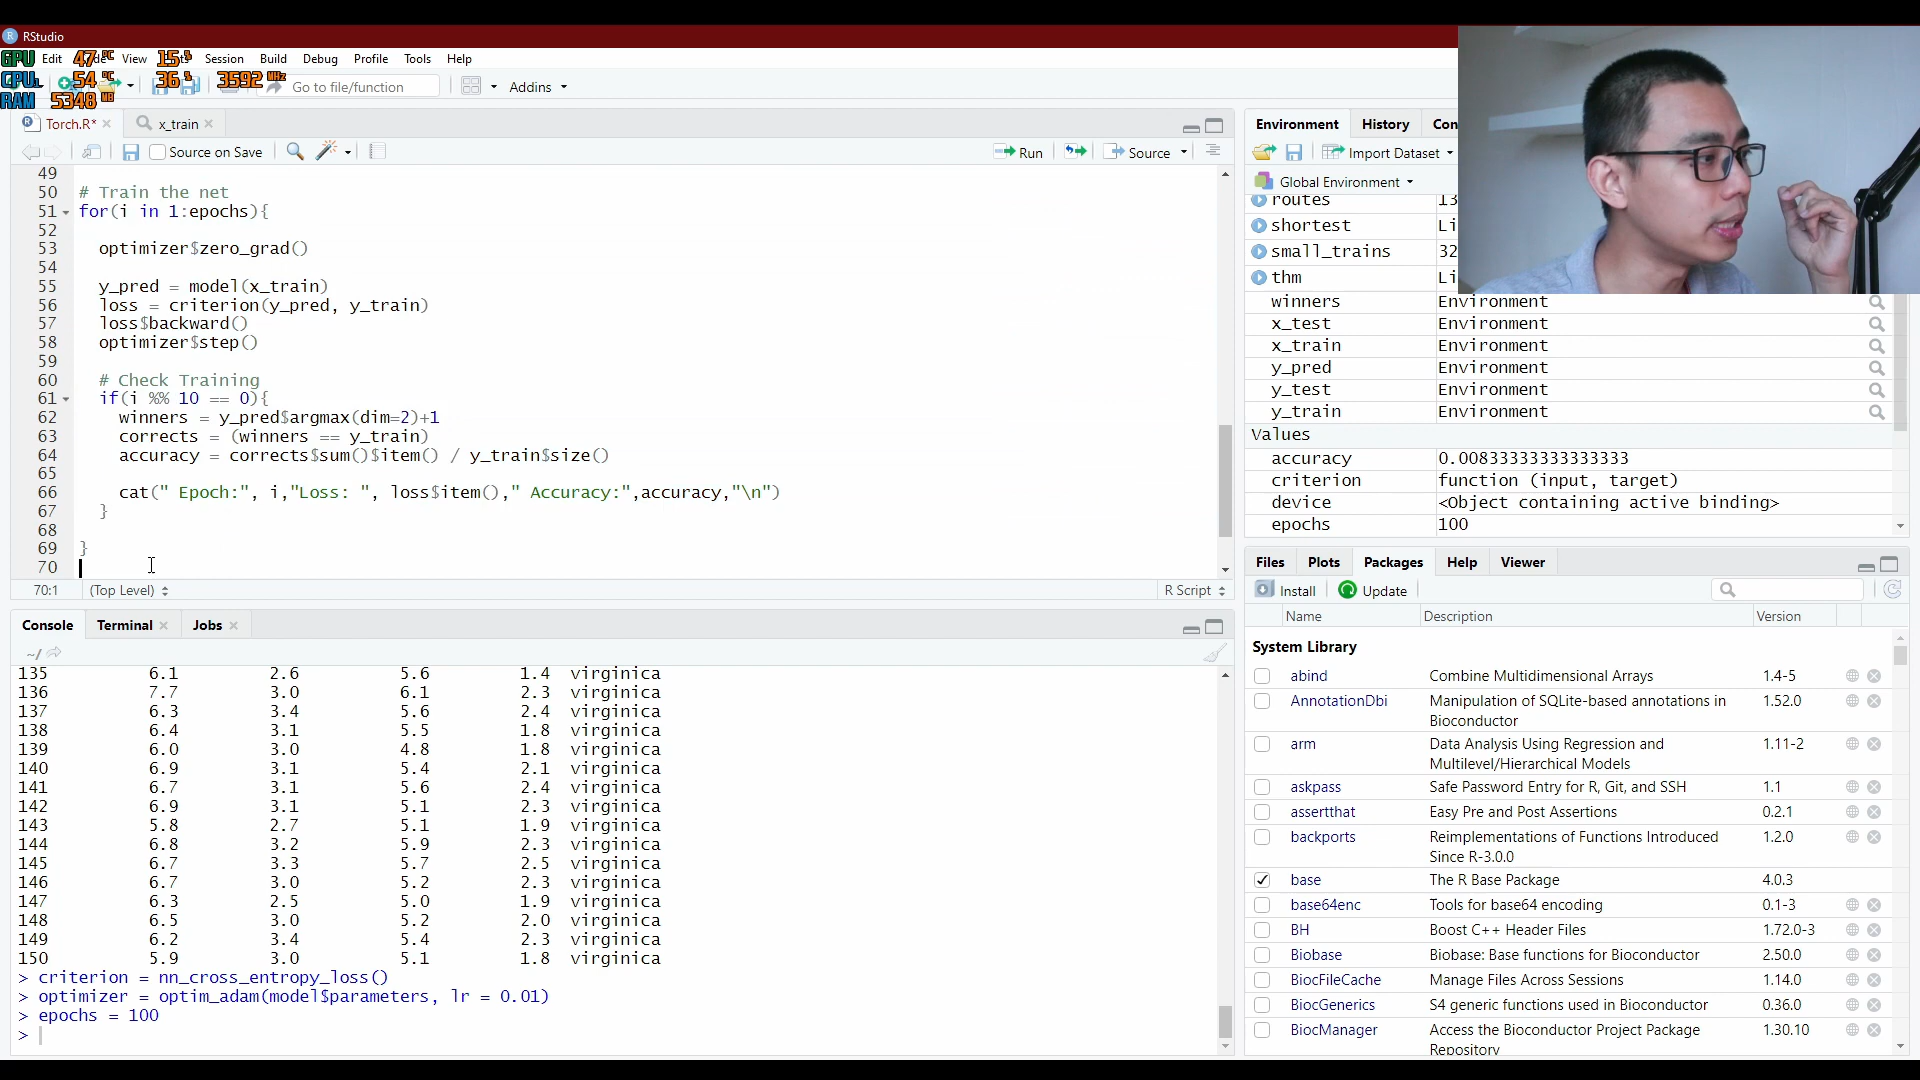 RStudio
GPU 47 °C 15 %
CPU 54 °C 36 % 3592 MHz
RAM 5348 MB
Edit View Session Build Debug Profile Tools Help
Go to file/function Addins
Torch.R* x_train
Source on Save Run Source
49
50 # Train the net
51 for(i in 1:epochs){
52
53 optimizer$zero_grad()
54
55 y_pred = model(x_train)
56 loss = criterion(y_pred, y_train)
57 loss$backward()
58 optimizer$step()
59
60 # Check Training
61 if(i %% 10 == 0){
62 winners = y_pred$argmax(dim=2)+1
63 corrects = (winners == y_train)
64 accuracy = corrects$sum()$item() / y_train$size()
65
66 cat(" Epoch:", i,"Loss: ", loss$item()," Accuracy:",accuracy,"\n")
67 }
68
69 }
70
70:1 (Top Level) R Script
Console Terminal Jobs
~/
135 6.1 2.6 5.6 1.4 virginica
136 7.7 3.0 6.1 2.3 virginica
137 6.3 3.4 5.6 2.4 virginica
138 6.4 3.1 5.5 1.8 virginica
139 6.0 3.0 4.8 1.8 virginica
140 6.9 3.1 5.4 2.1 virginica
141 6.7 3.1 5.6 2.4 virginica
142 6.9 3.1 5.1 2.3 virginica
143 5.8 2.7 5.1 1.9 virginica
144 6.8 3.2 5.9 2.3 virginica
145 6.7 3.3 5.7 2.5 virginica
146 6.7 3.0 5.2 2.3 virginica
147 6.3 2.5 5.0 1.9 virginica
148 6.5 3.0 5.2 2.0 virginica
149 6.2 3.4 5.4 2.3 virginica
150 5.9 3.0 5.1 1.8 virginica
> criterion = nn_cross_entropy_loss()
> optimizer = optim_adam(model$parameters, lr = 0.01)
> epochs = 100
>
Environment History Con
Import Dataset
Global Environment
routes 13
shortest Li
small_trains 32
thm Li
winners Environment
x_test Environment
x_train Environment
y_pred Environment
y_test Environment
y_train Environment
Values
accuracy 0.00833333333333333
criterion function (input, target)
device <Object containing active binding>
epochs 100
Files Plots Packages Help Viewer
Install Update
Name Description Version
System Library
abind Combine Multidimensional Arrays 1.4-5
AnnotationDbi Manipulation of SQLite-based annotations in 1.52.0
Bioconductor
arm Data Analysis Using Regression and 1.11-2
Multilevel/Hierarchical Models
askpass Safe Password Entry for R, Git, and SSH 1.1
assertthat Easy Pre and Post Assertions 0.2.1
backports Reimplementations of Functions Introduced 1.2.0
Since R-3.0.0
base The R Base Package 4.0.3
base64enc Tools for base64 encoding 0.1-3
BH Boost C++ Header Files 1.72.0-3
Biobase Biobase: Base functions for Bioconductor 2.50.0
BiocFileCache Manage Files Across Sessions 1.14.0
BiocGenerics S4 generic functions used in Bioconductor 0.36.0
BiocManager Access the Bioconductor Project Package 1.30.10
Repository